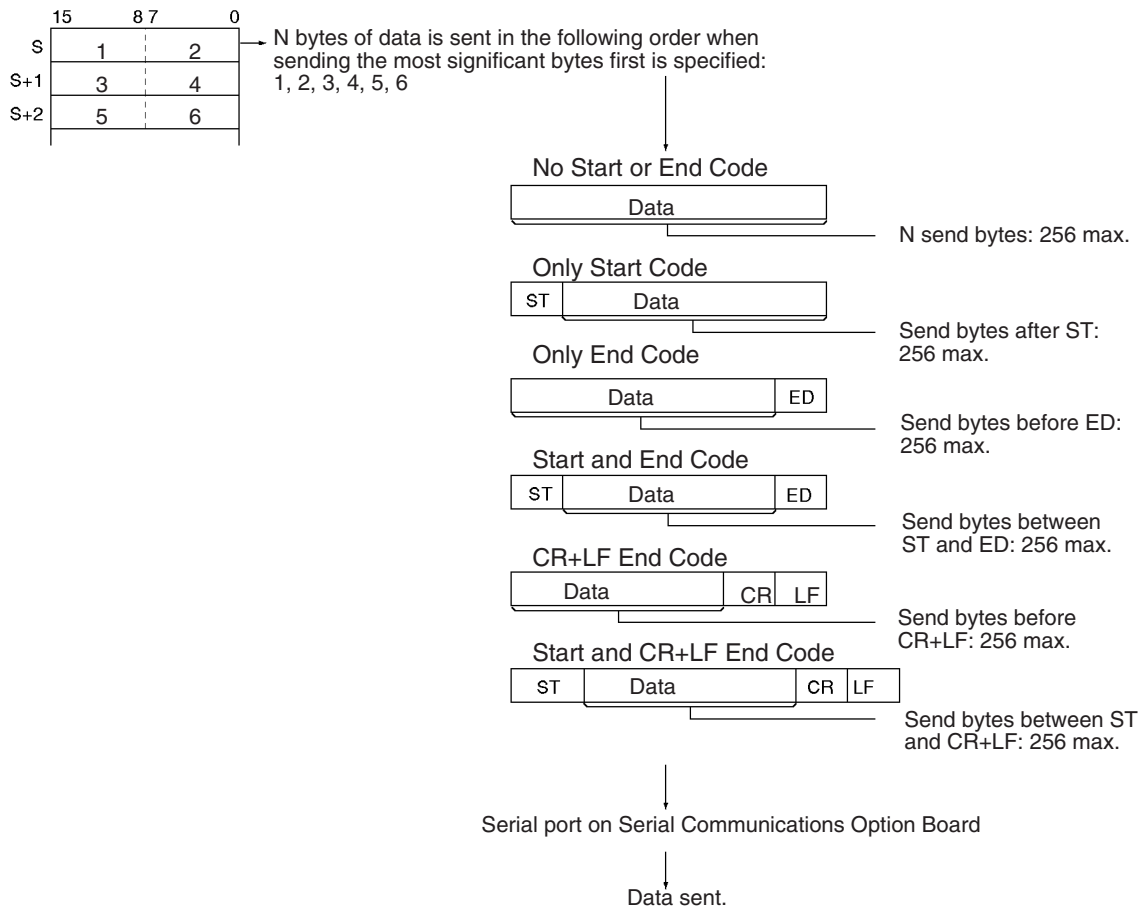 15 8 7 0
S 1 2
S+1 3 4
S+2 5 6
N bytes of data is sent in the following order when
sending the most significant bytes first is specified:
1, 2, 3, 4, 5, 6
No Start or End Code
Data
N send bytes: 256 max.
Only Start Code
ST Data
Send bytes after ST:
256 max.
Only End Code
Data ED
Send bytes before ED:
256 max.
Start and End Code
ST Data ED
Send bytes between
ST and ED: 256 max.
CR+LF End Code
Data CR LF
Send bytes before
CR+LF: 256 max.
Start and CR+LF End Code
ST Data CR LF
Send bytes between ST
and CR+LF: 256 max.
Serial port on Serial Communications Option Board
Data sent.